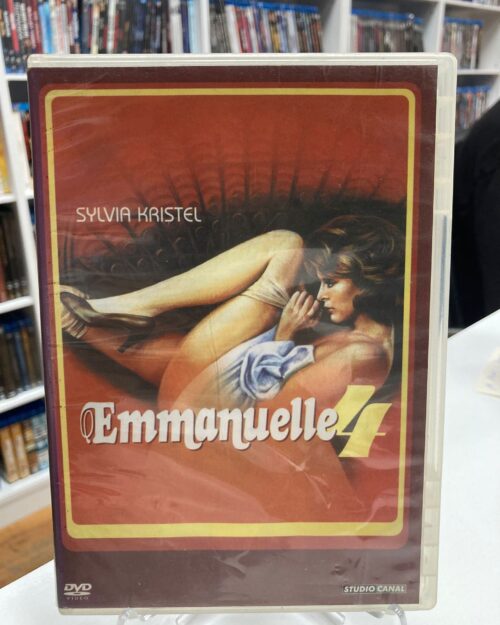 SYLVIA KRISTEL
Emmanuelle 4
DVD
VIDEO
STUDIO CANAL